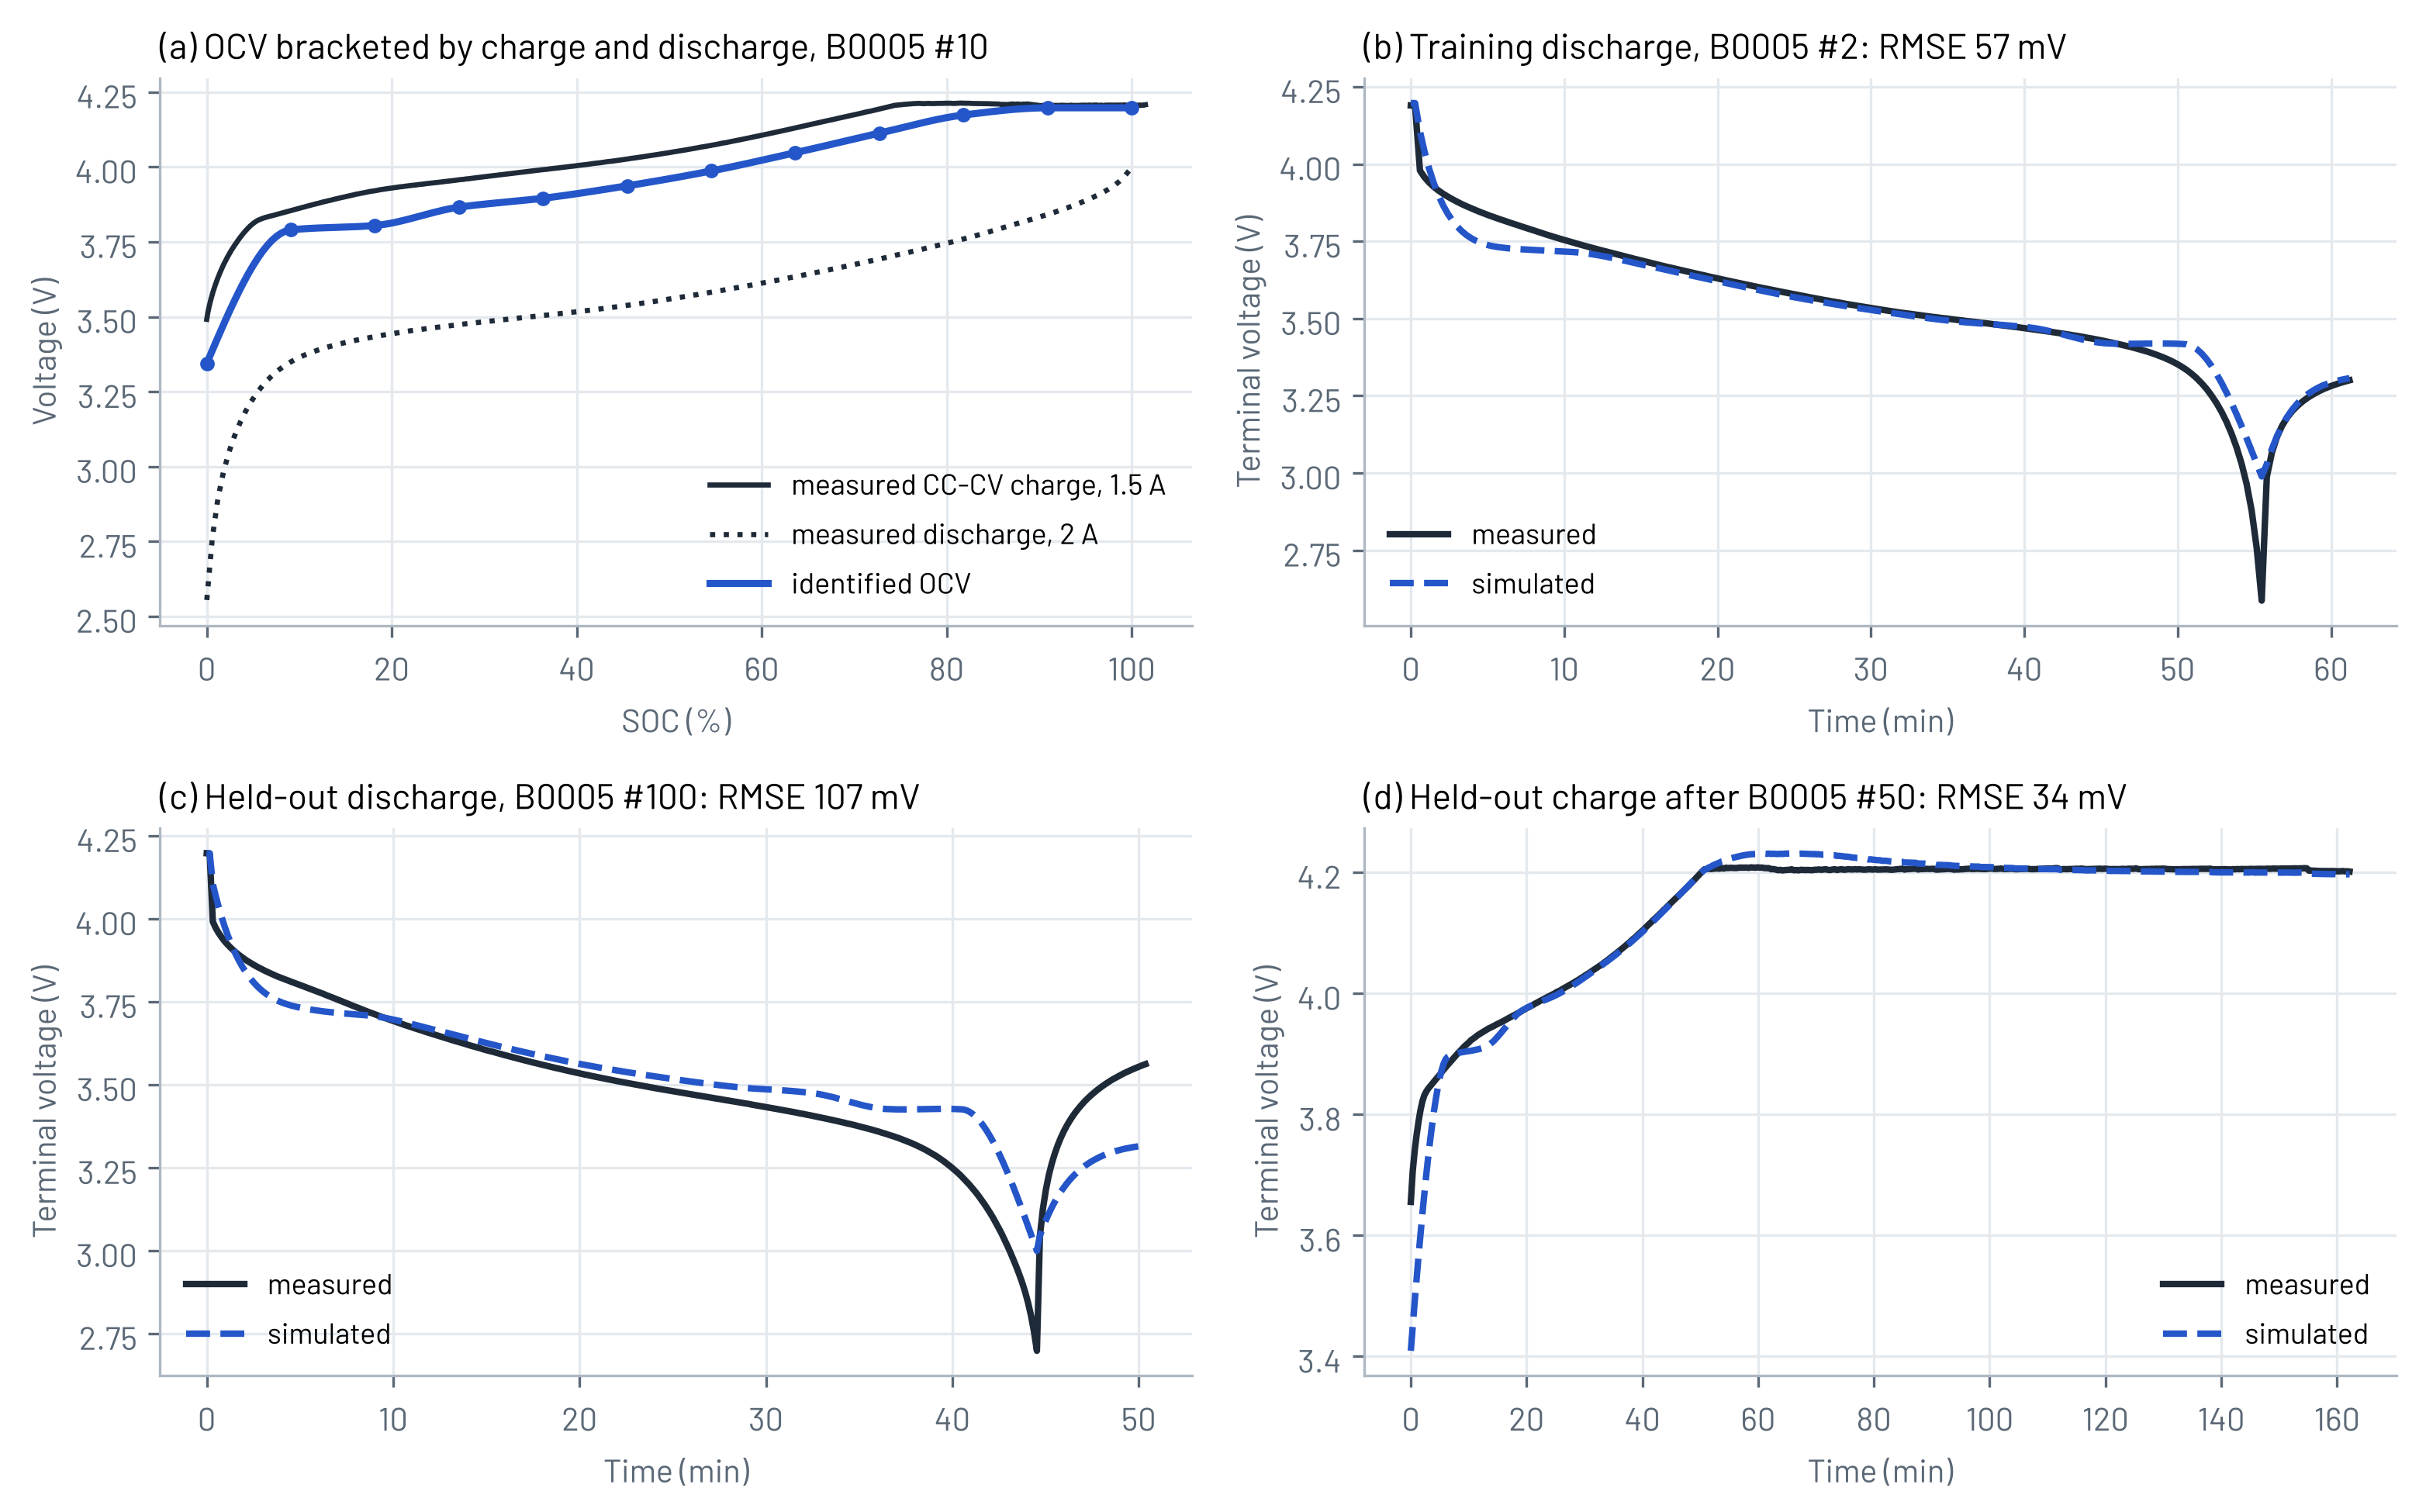 (a) OCV bracketed by charge and discharge, B0005 #10
4.25
4.00
3.75
3.50
3.25
3.00
2.75
2.50
Voltage (V)
measured CC-CV charge, 1.5 A
measured discharge, 2 A
identified OCV
0 20 40 60 80 100
SOC (%)
(b) Training discharge, B0005 #2: RMSE 57 mV
4.25
4.00
3.75
3.50
3.25
3.00
2.75
Terminal voltage (V)
measured
simulated
0 10 20 30 40 50 60
Time (min)
(c) Held-out discharge, B0005 #100: RMSE 107 mV
4.25
4.00
3.75
3.50
3.25
3.00
2.75
Terminal voltage (V)
measured
simulated
0 10 20 30 40 50
Time (min)
(d) Held-out charge after B0005 #50: RMSE 34 mV
4.2
4.0
3.8
3.6
3.4
Terminal voltage (V)
measured
simulated
0 20 40 60 80 100 120 140 160
Time (min)